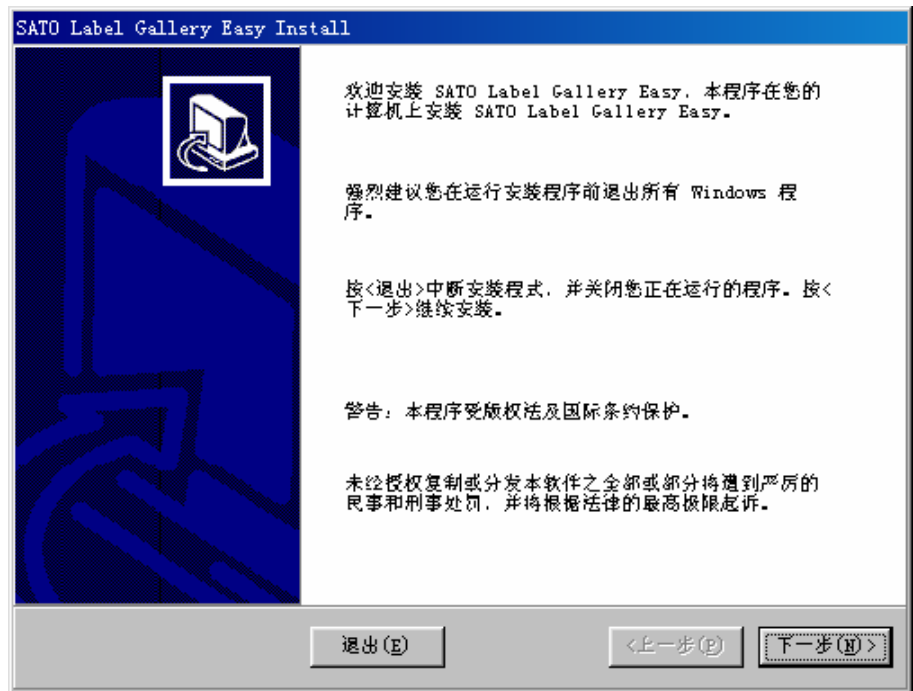 SATO Label Gallery Easy Install
欢迎安装 SATO Label Gallery Easy，本程序在您的
计算机上安装 SATO Label Gallery Easy。
强烈建议您在运行安装程序前退出所有 Windows 程
序。
按<退出>中断安装程式，并关闭您正在运行的程序。按<
下一步>继续安装。
警告：本程序受版权法及国际条约保护。
未经授权复制或分发本软件之全部或部分将遭到严厉的
民事和刑事处罚，并将根据法律的最高极限起诉。
退出(E)
<上一步(P)
下一步(N)>